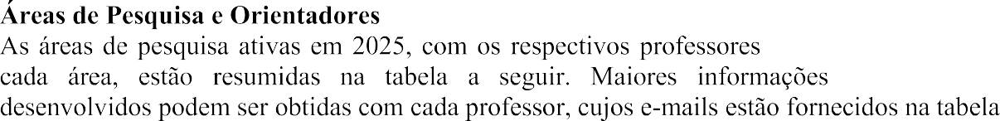 Áreas de Pesquisa e Orientadores
As áreas de pesquisa ativas em 2025, com os respectivos professores
cada área, estão resumidas na tabela a seguir. Maiores informações
desenvolvidos podem ser obtidas com cada professor, cujos e-mails estão fornecidos na tabela